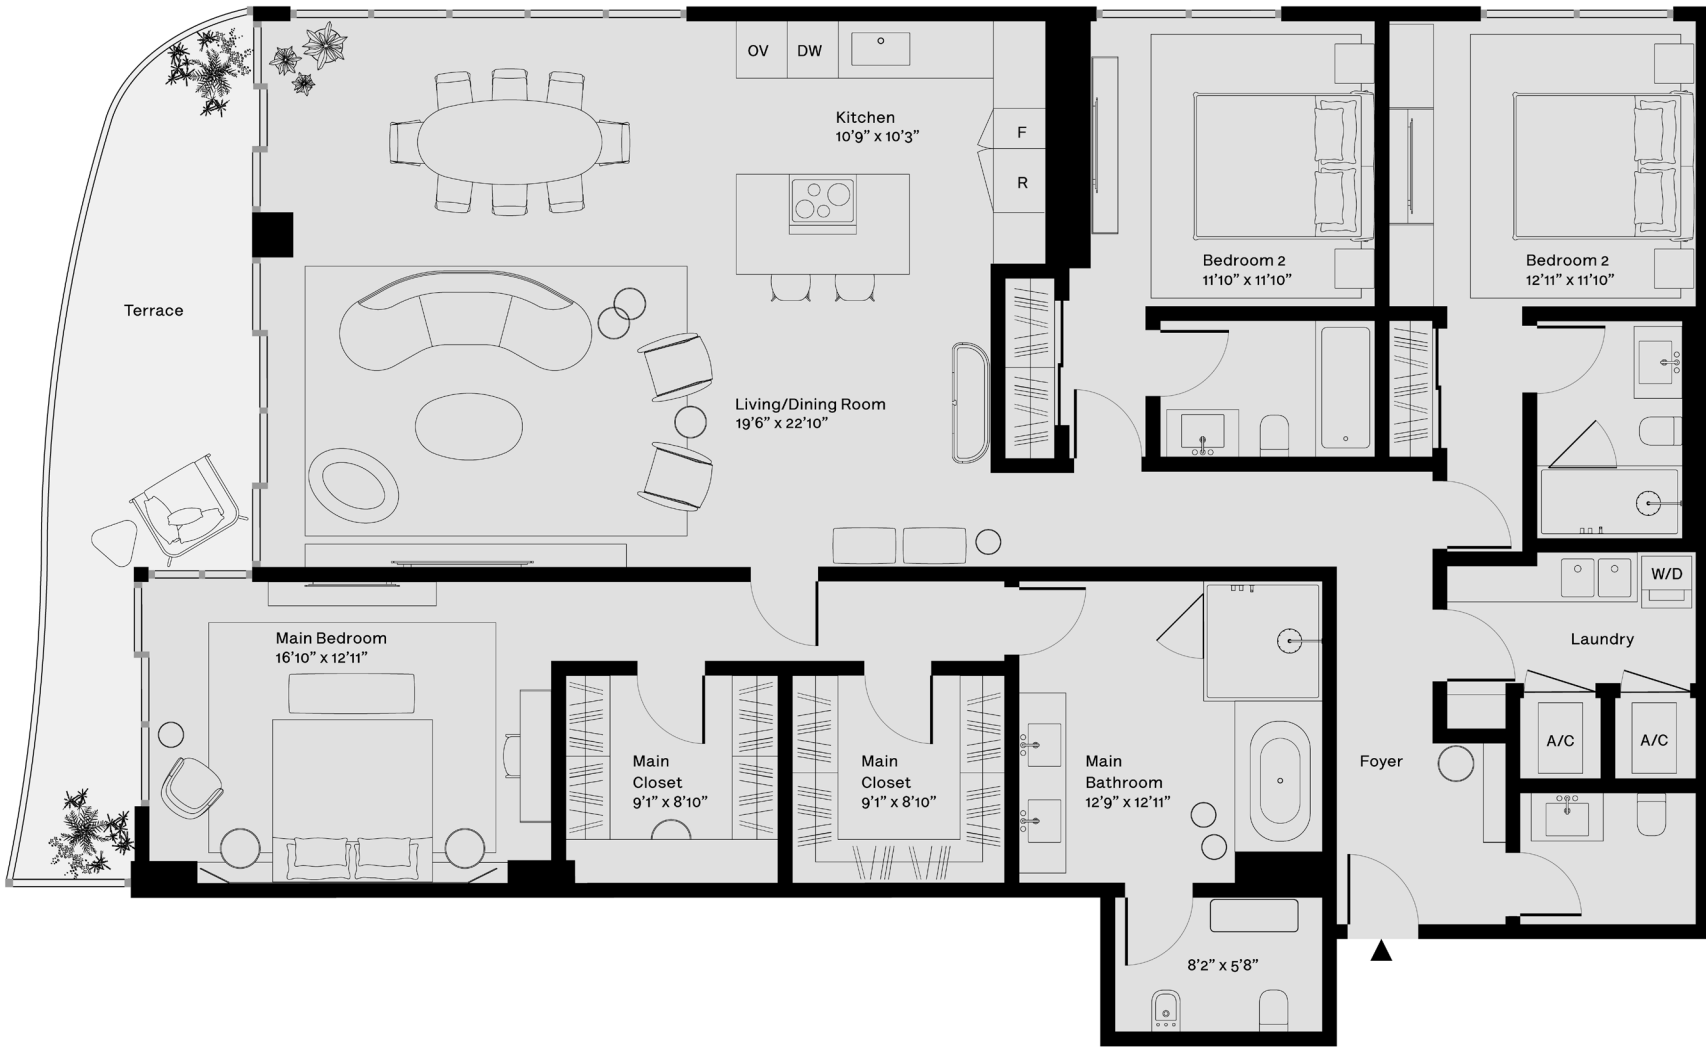 OV
DW
Kitchen
10’9” x 10’3”
F
R
Bedroom 2
11’10” x 11’10”
Bedroom 2
12’11” x 11’10”
Terrace
Living/Dining Room
19’6” x 22’10”
Main Bedroom
16’10” x 12’11”
W/D
Laundry
Main
Closet
9’1” x 8’10”
Main
Closet
9’1” x 8’10”
Main
Bathroom
12’9” x 12’11”
Foyer
A/C
A/C
8’2” x 5’8”